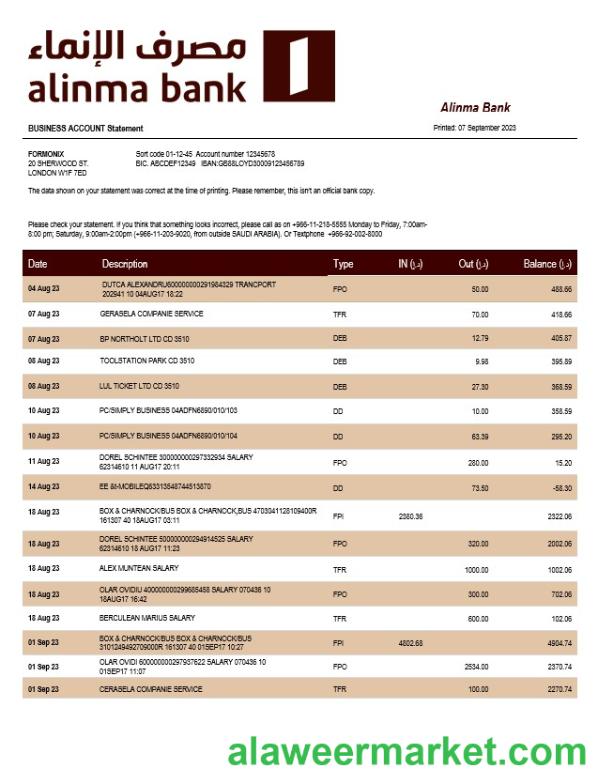 مصرف الإنماء
alinma bank
Alinma Bank
BUSINESS ACCOUNT Statement
Printed: 07 September 2023
FORMONIX
20 SHERWOOD ST.
LONDON W1F 7ED
Sort code 01-12-45 Account number 12345678
BIC. ABCDEF12349 IBAN:GB88LOYD30009123456789
The data shown on your statement was correct at the time of printing. Please remember, this isn't an official bank copy.
Please check your statement. If you think that something looks incorrect, please call as on +966-11-218-5555 Monday to Friday, 7:00am-
8:00 pm; Saturday, 9:00am-2:00pm (+966-11-203-9020, from outside SAUDI ARABIA). Or Textphone +966-92-002-8000
Date Description Type IN (د.إ) Out (د.إ) Balance (د.إ)
04 Aug 23 DUTCA ALEXANDRU600000000291984329 TRANCPORT
202941 10 04AUG17 18:22 FPO 50.00 488.66
07 Aug 23 GERASELA COMPANIE SERVICE TFR 70.00 418.66
07 Aug 23 BP NORTHOLT LTD CD 3510 DEB 12.79 405.87
08 Aug 23 TOOLSTATION PARK CD 3510 DEB 9.98 395.89
08 Aug 23 LUL TICKET LTD CD 3510 DEB 27.30 368.59
10 Aug 23 PC/SIMPLY BUSINESS 04ADFN6890/010/103 DD 10.00 358.59
10 Aug 23 PC/SIMPLY BUSINESS 04ADFN6890/010/104 DD 63.39 295.20
11 Aug 23 DOREL SCHINTEE 300000000297332934 SALARY
62314610 11 AUG17 20:11 FPO 280.00 15.20
14 Aug 23 EE &t-MOBILEQ63313548744513870 DD 73.50 -58.30
18 Aug 23 BOX & CHARNOCK/BUS BOX & CHARNOCK,BUS 4703041128109400R
161307 40 18AUG17 03:11 FPI 2380.36 2322.06
18 Aug 23 DOREL SCHINTEE 500000000294914525 SALARY
62314610 18 AUG17 11:23 FPO 320.00 2002.06
18 Aug 23 ALEX MUNTEAN SALARY TFR 1000.00 1002.06
18 Aug 23 OLAR OVIDIU 400000000299685458 SALARY 070436 10
18AUG17 16:42 FPO 300.00 702.06
18 Aug 23 BERCULEAN MARIUS SALARY TFR 600.00 102.06
01 Sep 23 BOX & CHARNOCK/BUS BOX & CHARNOCK/BUS
3101249492709000R 161307 40 01SEP17 10:27 FPI 4802.68 4904.74
01 Sep 23 OLAR OVIDI 600000000297937622 SALARY 070436 10
01SEP17 11:07 FPO 2534.00 2370.74
01 Sep 23 CERASELA COMPANIE SERVICE TFR 100.00 2270.74
alaweermarket.com